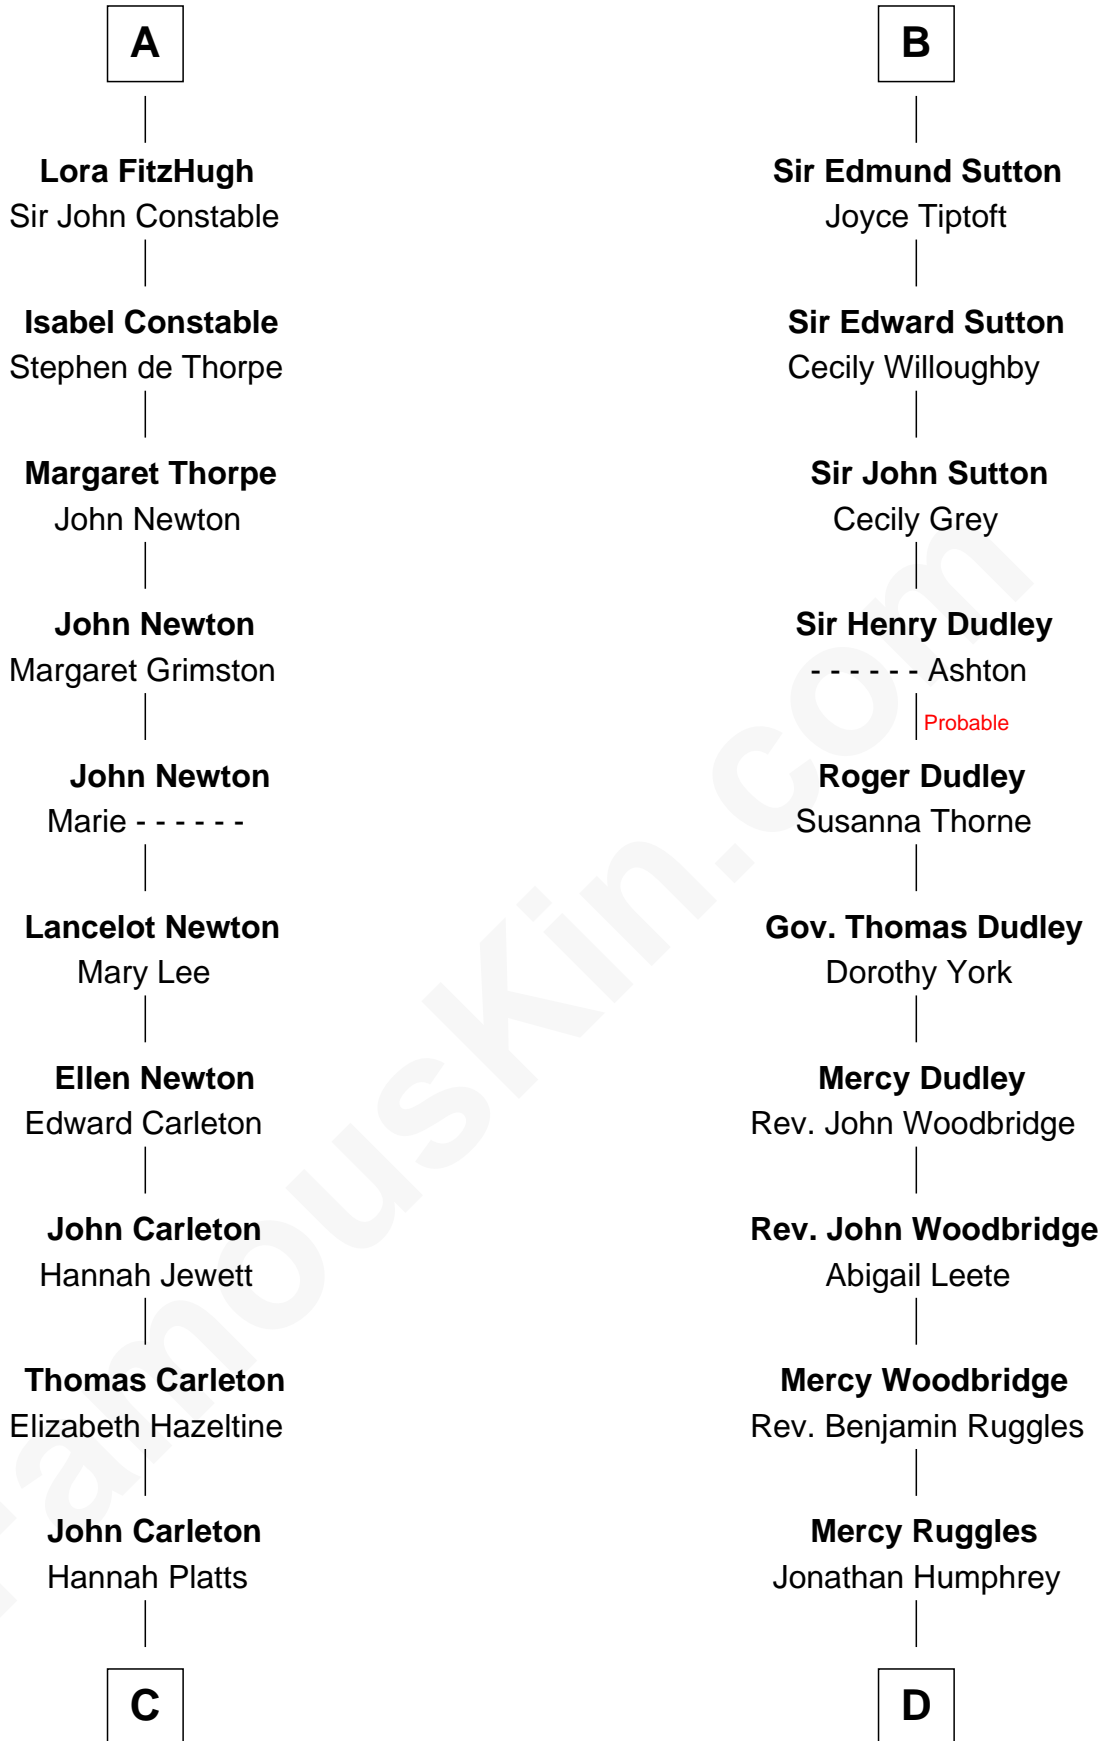 A
Lora FitzHugh
Sir John Constable
Isabel Constable
Stephen de Thorpe
Margaret Thorpe
John Newton
John Newton
Margaret Grimston
John Newton
Marie - - - - - -
Lancelot Newton
Mary Lee
Ellen Newton
Edward Carleton
John Carleton
Hannah Jewett
Thomas Carleton
Elizabeth Hazeltine
John Carleton
Hannah Platts
C
B
Sir Edmund Sutton
Joyce Tiptoft
Sir Edward Sutton
Cecily Willoughby
Sir John Sutton
Cecily Grey
Sir Henry Dudley
- - - - - - Ashton
Probable
Roger Dudley
Susanna Thorne
Gov. Thomas Dudley
Dorothy York
Mercy Dudley
Rev. John Woodbridge
Rev. John Woodbridge
Abigail Leete
Mercy Woodbridge
Rev. Benjamin Ruggles
Mercy Ruggles
Jonathan Humphrey
D
FamousKin.com